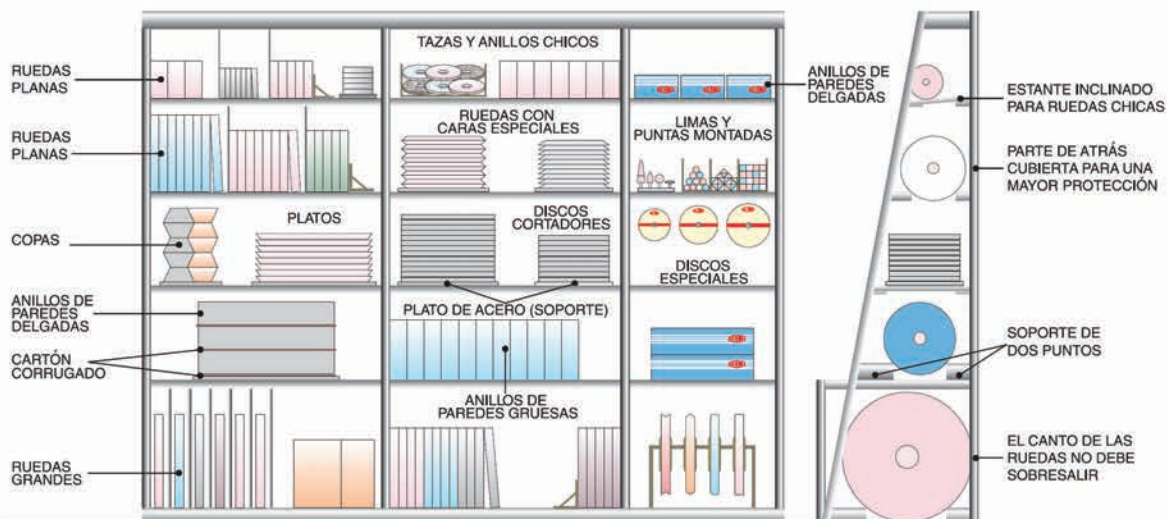 RUEDAS
PLANAS
RUEDAS
PLANAS
COPAS
ANILLOS DE
PAREDES
DELGADAS
CARTÓN
CORRUGADO
RUEDAS
GRANDES
PLATOS
TAZAS Y ANILLOS CHICOS
RUEDAS CON
CARAS ESPECIALES
DISCOS
CORTADORES
PLATO DE ACERO (SOPORTE)
ANILLOS DE
PAREDES GRUESAS
LIMAS Y
PUNTAS MONTADAS
DISCOS
ESPECIALES
ANILLOS DE
PAREDES
DELGADAS
ESTANTE INCLINADO
PARA RUEDAS CHICAS
PARTE DE ATRÁS
CUBIERTA PARA UNA
MAYOR PROTECCIÓN
SOPORTE DE
DOS PUNTOS
EL CANTO DE LAS
RUEDAS NO DEBE
SOBRESALIR